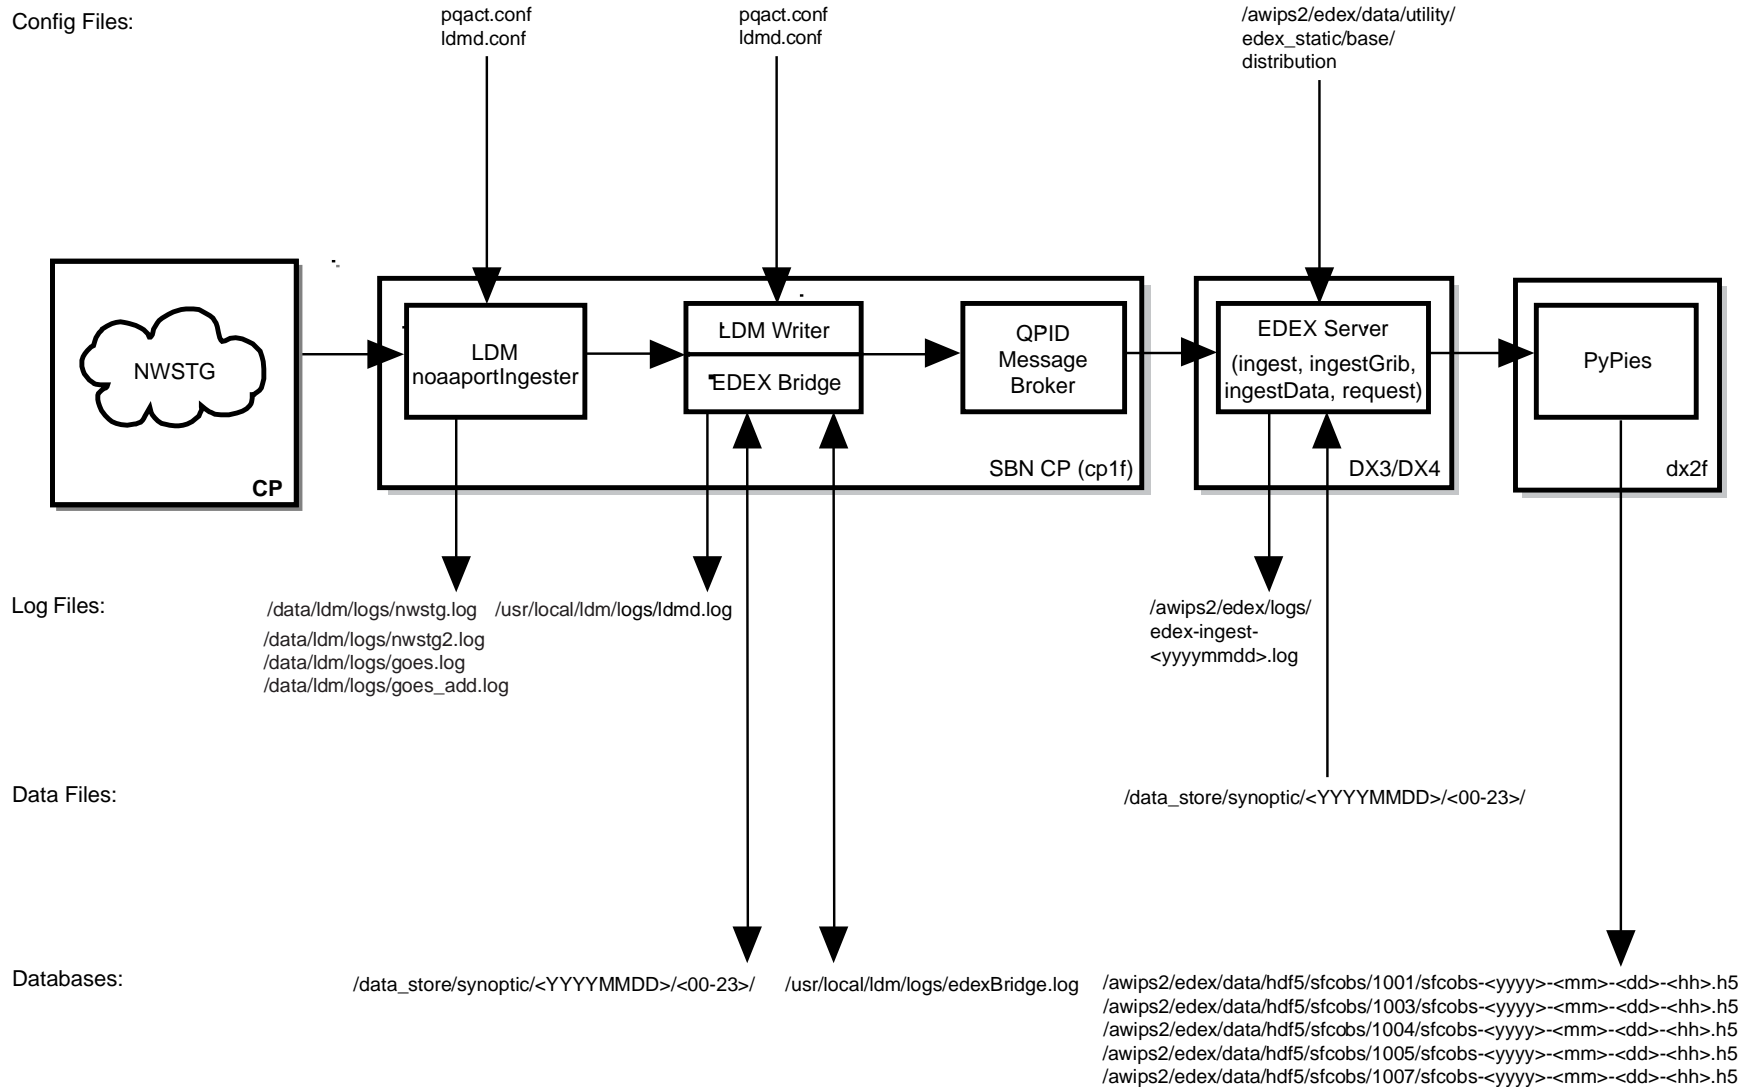 Config Files:
pqact.conf
ldmd.conf
pqact.conf
ldmd.conf
/awips2/edex/data/utility/
edex_static/base/
distribution
NWSTG
CP
LDM
noaaportIngester
LDM Writer
EDEX Bridge
QPID
Message
Broker
SBN CP (cp1f)
EDEX Server
(ingest, ingestGrib,
ingestData, request)
DX3/DX4
PyPies
dx2f
Log Files:
/data/ldm/logs/nwstg.log
/data/ldm/logs/nwstg2.log
/data/ldm/logs/goes.log
/data/ldm/logs/goes_add.log
/usr/local/ldm/logs/ldmd.log
/awips2/edex/logs/
edex-ingest-
<yyyymmdd>.log
Data Files:
/data_store/synoptic/<YYYYMMDD>/<00-23>/
Databases:
/data_store/synoptic/<YYYYMMDD>/<00-23>/
/usr/local/ldm/logs/edexBridge.log
/awips2/edex/data/hdf5/sfcobs/1001/sfcobs-<yyyy>-<mm>-<dd>-<hh>.h5
/awips2/edex/data/hdf5/sfcobs/1003/sfcobs-<yyyy>-<mm>-<dd>-<hh>.h5
/awips2/edex/data/hdf5/sfcobs/1004/sfcobs-<yyyy>-<mm>-<dd>-<hh>.h5
/awips2/edex/data/hdf5/sfcobs/1005/sfcobs-<yyyy>-<mm>-<dd>-<hh>.h5
/awips2/edex/data/hdf5/sfcobs/1007/sfcobs-<yyyy>-<mm>-<dd>-<hh>.h5